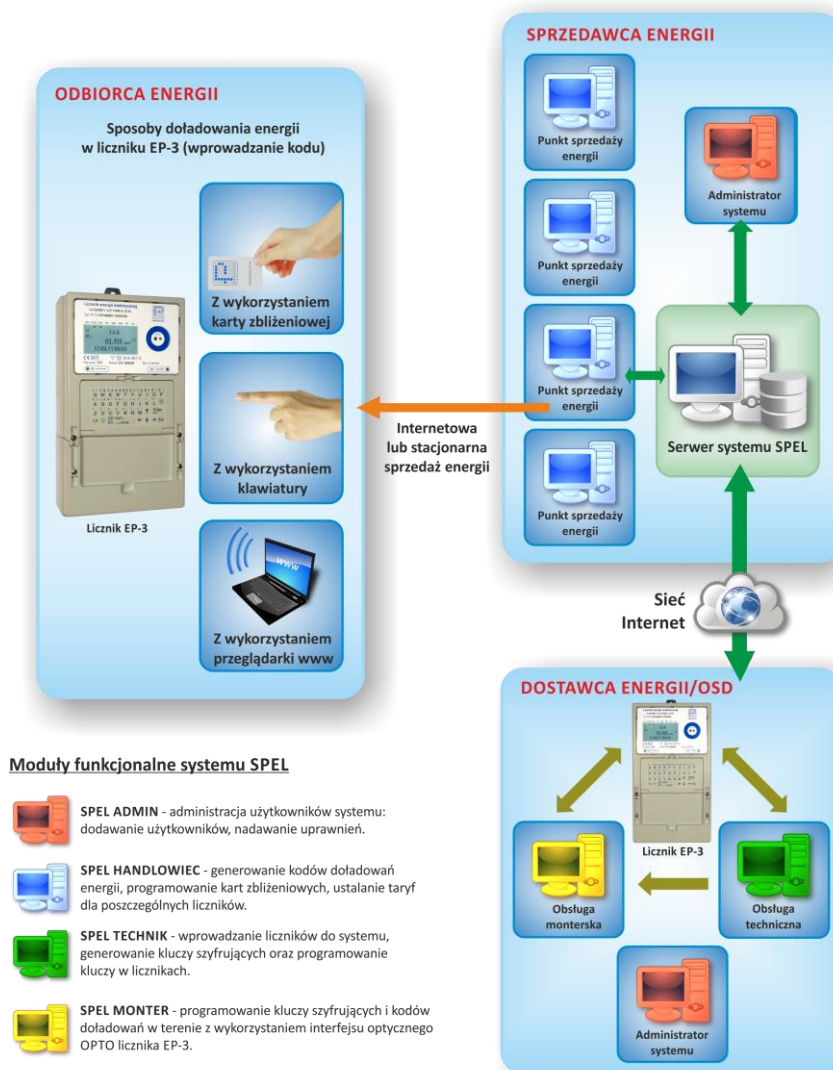 ODBIORCA ENERGII
Sposoby doładowania energii
w liczniku EP-3 (wprowadzanie kodu)
Z wykorzystaniem
karty zbliżeniowej
Z wykorzystaniem
klawiatury
Licznik EP-3
WWW
Z wykorzystaniem
przeglądarki www
Internetowa
lub stacjonarna
sprzedaż energii
SPRZEDAWCA ENERGII
Punkt sprzedaży
energii
Punkt sprzedaży
energii
Punkt sprzedaży
energii
Punkt sprzedaży
energii
Administrator
systemu
Serwer systemu SPEL
Sieć
Internet
DOSTAWCA ENERGII/OSD
Licznik EP-3
Obsługa
monterska
Obsługa
techniczna
Administrator
systemu
Moduły funkcjonalne systemu SPEL
SPEL ADMIN - administracja użytkowników systemu:
dodawanie użytkowników, nadawanie uprawnień.
SPEL HANDLOWIEC - generowanie kodów doładowań
energii, programowanie kart zbliżeniowych, ustalanie taryf
dla poszczególnych liczników.
SPEL TECHNIK - wprowadzanie liczników do systemu,
generowanie kluczy szyfrujących oraz programowanie
kluczy w licznikach.
SPEL MONTER - programowanie kluczy szyfrujących i kodów
doładowań w terenie z wykorzystaniem interfejsu optycznego
OPTO licznika EP-3.